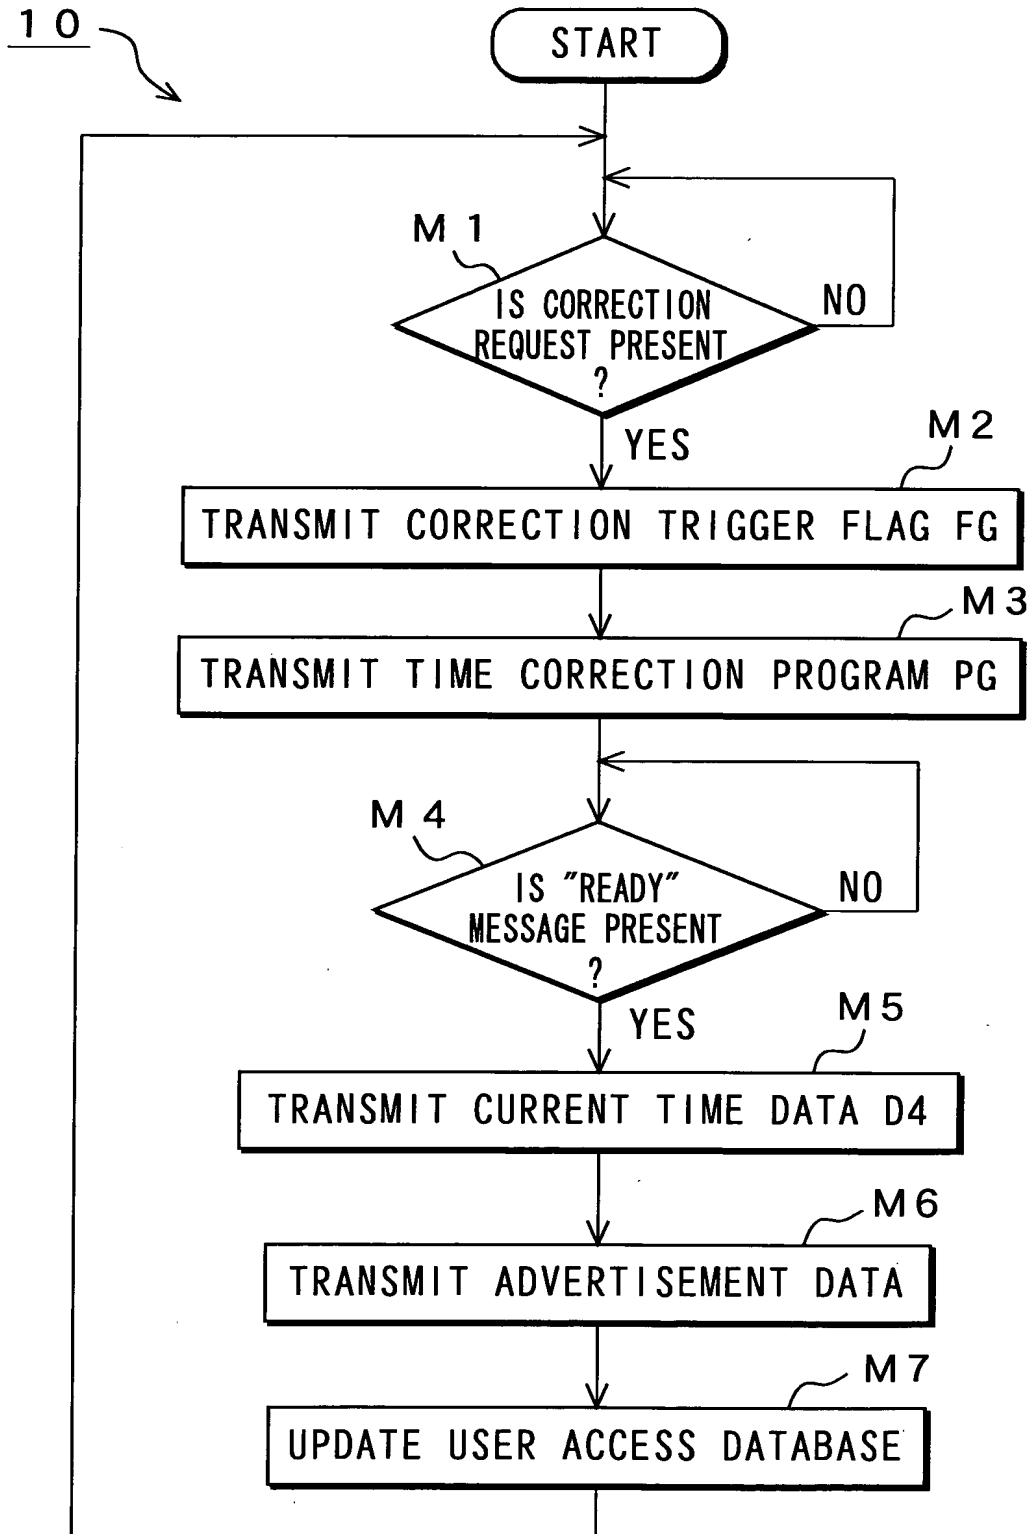 10
START
M1
IS CORRECTION
REQUEST PRESENT
?
NO
YES
M2
TRANSMIT CORRECTION TRIGGER FLAG FG
M3
TRANSMIT TIME CORRECTION PROGRAM PG
M4
IS "READY"
MESSAGE PRESENT
?
NO
YES
M5
TRANSMIT CURRENT TIME DATA D4
M6
TRANSMIT ADVERTISEMENT DATA
M7
UPDATE USER ACCESS DATABASE